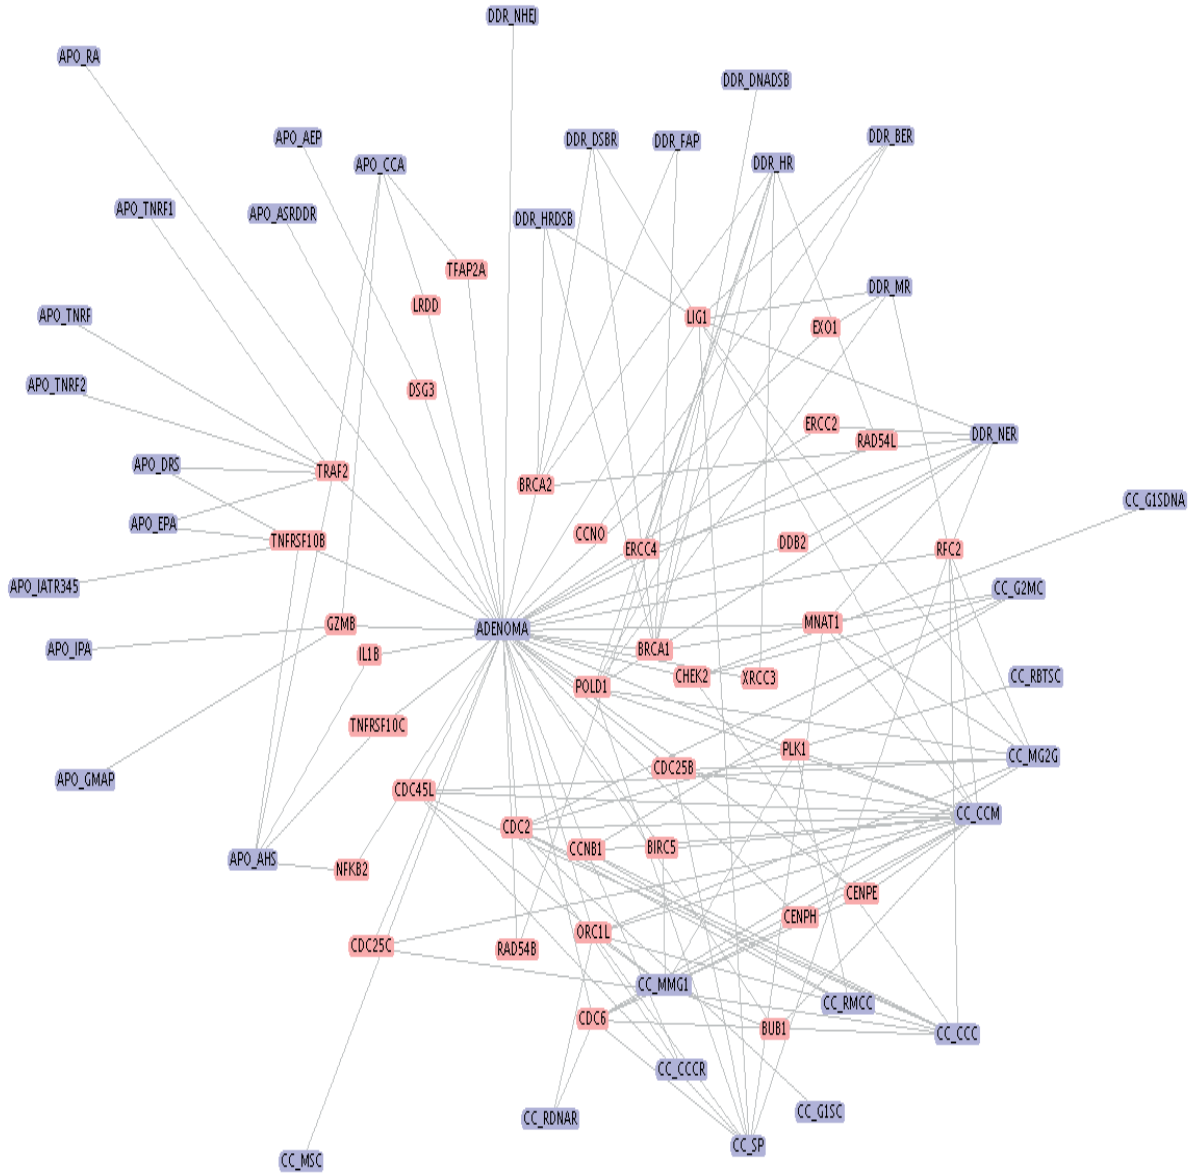 DDR_NHEJ
APO_RA
DDR_DNADSB
APO_AEP
DDR_DSBR
DDR_FAP
DDR_BER
APO_CCA
DDR_HR
APO_TNRF1
APO_ASRDDR
DDR_HRDSB
TFAP2A
DDR_MR
LRDD
APO_TNRF
LIG1
EXO1
APO_TNRF2
DSG3
ERCC2
RAD54L
DDR_NER
APO_DRS
TRAF2
BRCA2
CC_G1SDNA
APO_EPA
TNFRSF10B
CCNO
ERCC4
DDB2
RFC2
APO_IATR345
CC_G2MC
GZMB
ADENOMA
MNAT1
APO_IPA
IL1B
BRCA1
CHEK2
XRCC3
CC_RBTSC
POLD1
TNFRSF10C
PLK1
CC_MG2G
APO_GMAP
CDC25B
CDC45L
CC_CCM
CDC2
CCNB1
BIRC5
APO_AHS
NFKB2
CENPE
CENPH
ORC1L
CDC25C
RAD54B
CC_MMG1
CC_RMCC
CDC6
BUB1
CC_CCC
CC_CCCR
CC_RDNAR
CC_G1SC
CC_SP
CC_MSC